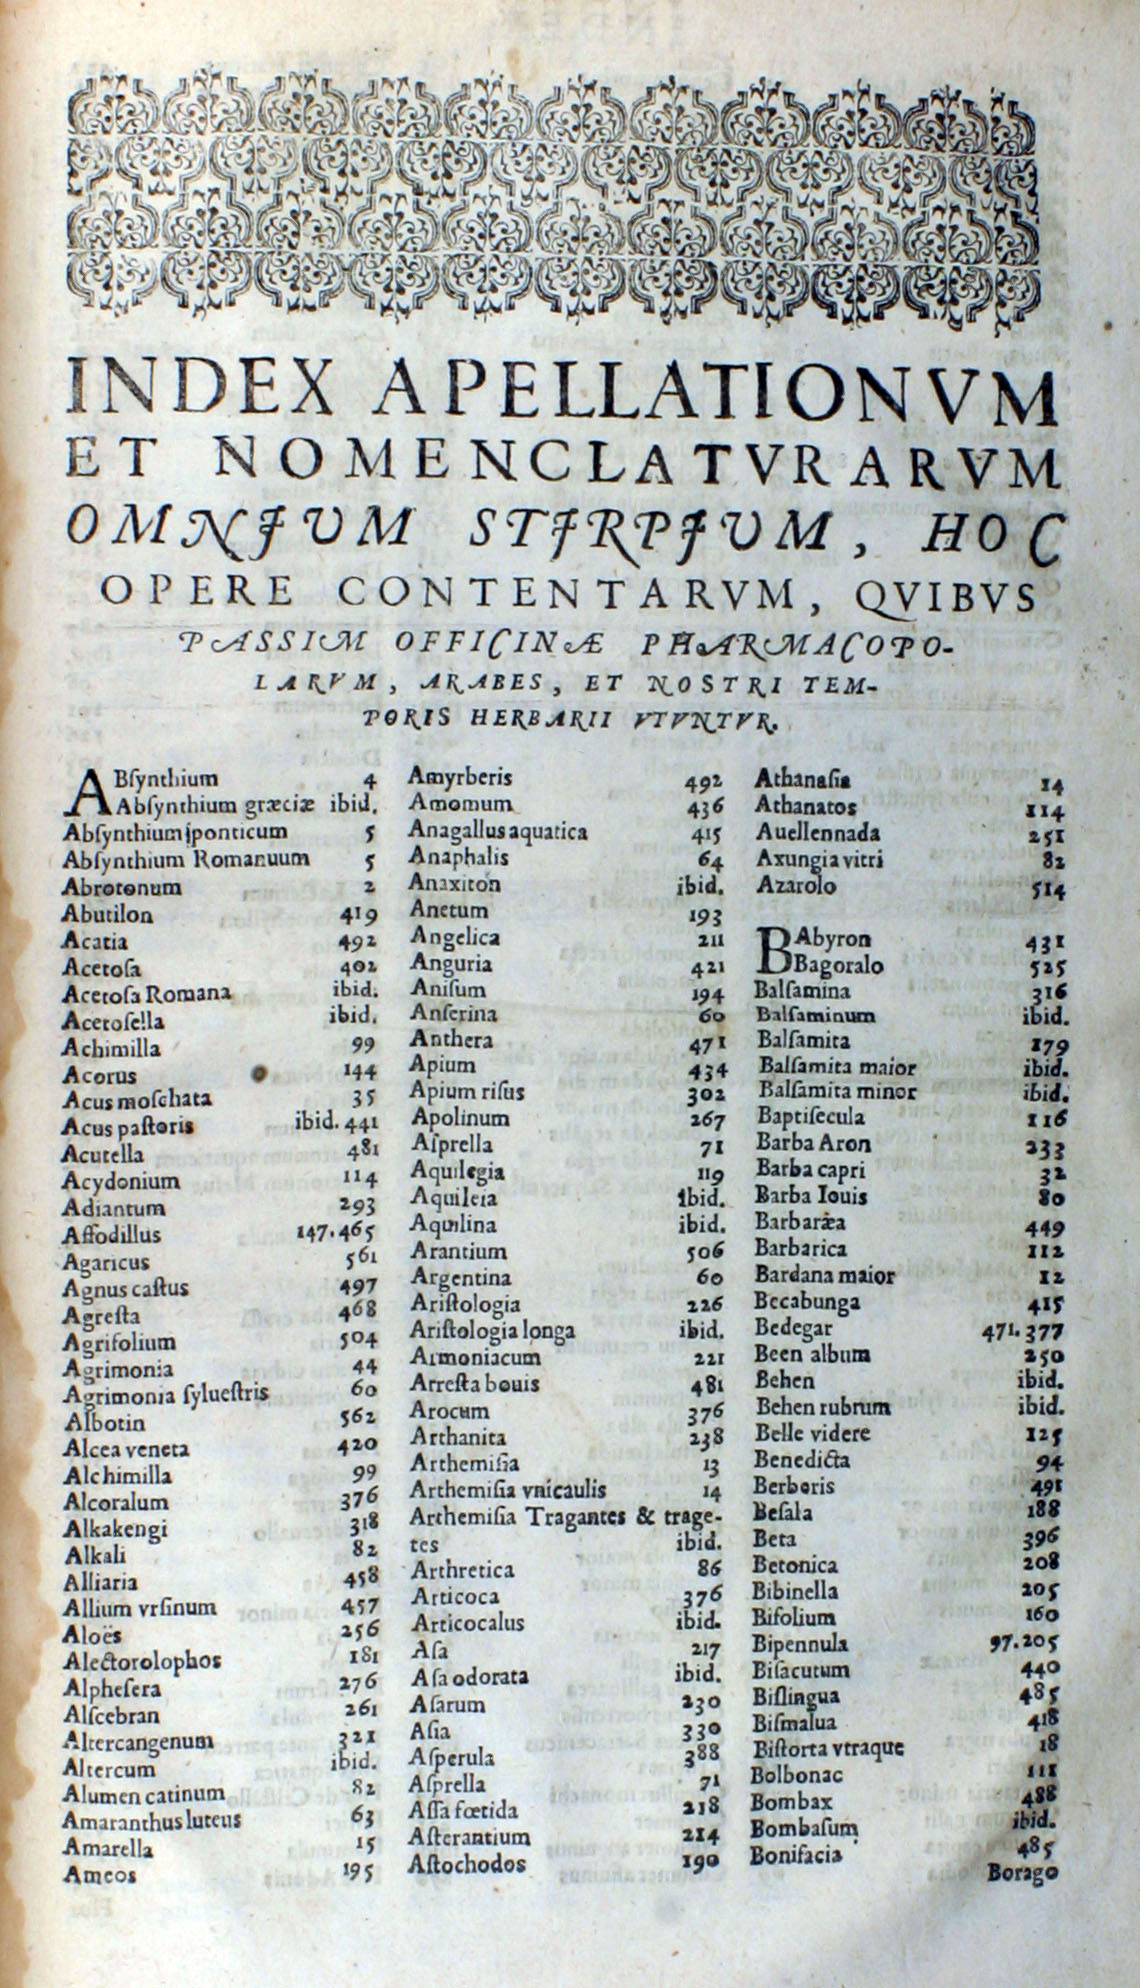 INDEX APELLATIONVM
ET NOMENCLATVRARVM
OMNIUM STIRPIUM, HOC
OPERE CONTENTARVM, QVIBVS
PASSIM OFFICINÆ PHARMACOPO-
LARVM, ARABES, ET NOSTRI TEM-
PORIS HERBARII VTVNTVR.
ABſynthium 4
Abſynthium græciæ ibid.
Abſynthium ponticum 5
Abſynthium Romanuum 5
Abrotonum 2
Abutilon 419
Acatia 492
Acetoſa 402
Acetoſa Romana ibid.
Acetoſella ibid.
Achimilla 99
Acorus 144
Acus moſchata 35
Acus paſtoris ibid. 441
Acutella 481
Acydonium 114
Adiantum 293
Affodillus 147.465
Agaricus 561
Agnus caſtus 497
Agreſta 468
Agrifolium 504
Agrimonia 44
Agrimonia ſylueſtris 60
Albotin 562
Alcea veneta 420
Alchimilla 99
Alcoralum 376
Alkakengi 318
Alkali 82
Alliaria 458
Allium vrſinum 457
Aloës 256
Alectorolophos 181
Alpheſera 276
Alſcebran 261
Altercangenum 321
Altercum ibid.
Alumen catinum 82
Amaranthus luteus 63
Amarella 15
Ameos 195
Amyrberis 492
Amomum 436
Anagallus aquatica 415
Anaphalis 64
Anaxiton ibid.
Anetum 193
Angelica 211
Anguria 421
Aniſum 194
Anſerina 60
Anthera 471
Apium 434
Apium riſus 302
Apolinum 267
Aſprella 71
Aquilegia 119
Aquileia ibid.
Aquilina ibid.
Arantium 506
Argentina 60
Ariſtologia 226
Ariſtologia longa ibid.
Armoniacum 221
Arreſta bouis 481
Arocum 376
Arthanita 238
Arthemiſia 13
Arthemiſia vnicaulis 14
Arthemiſia Tragantes & trage-
tes ibid.
Arthretica 86
Articoca 376
Articocalus ibid.
Aſa 217
Aſa odorata ibid.
Aſarum 230
Aſia 330
Aſperula 388
Aſprella 71
Aſſa fœtida 218
Aſterantium 214
Aſtochodos 190
Athanaſia 14
Athanatos 114
Auellennada 251
Axungia vitri 82
Azarolo 514
BAbyron 431
Bagoralo 525
Balſamina 316
Balſaminum ibid.
Balſamita 179
Balſamita maior ibid.
Balſamita minor ibid.
Baptiſecula 116
Barba Aron 233
Barba capri 32
Barba Iouis 80
Barbaræa 449
Barbarica 112
Bardana maior 12
Becabunga 415
Bedegar 471.377
Been album 250
Behen ibid.
Behen rubrum ibid.
Belle videre 125
Benedicta 94
Berberis 491
Beſala 188
Beta 396
Betonica 208
Bibinella 205
Bifolium 160
Bipennula 97.205
Biſacutum 440
Biſlingua 485
Biſmalua 418
Biſtorta vtraque 18
Bolbonac 111
Bombax 488
Bombaſum ibid.
Bonifacia 485
Borago